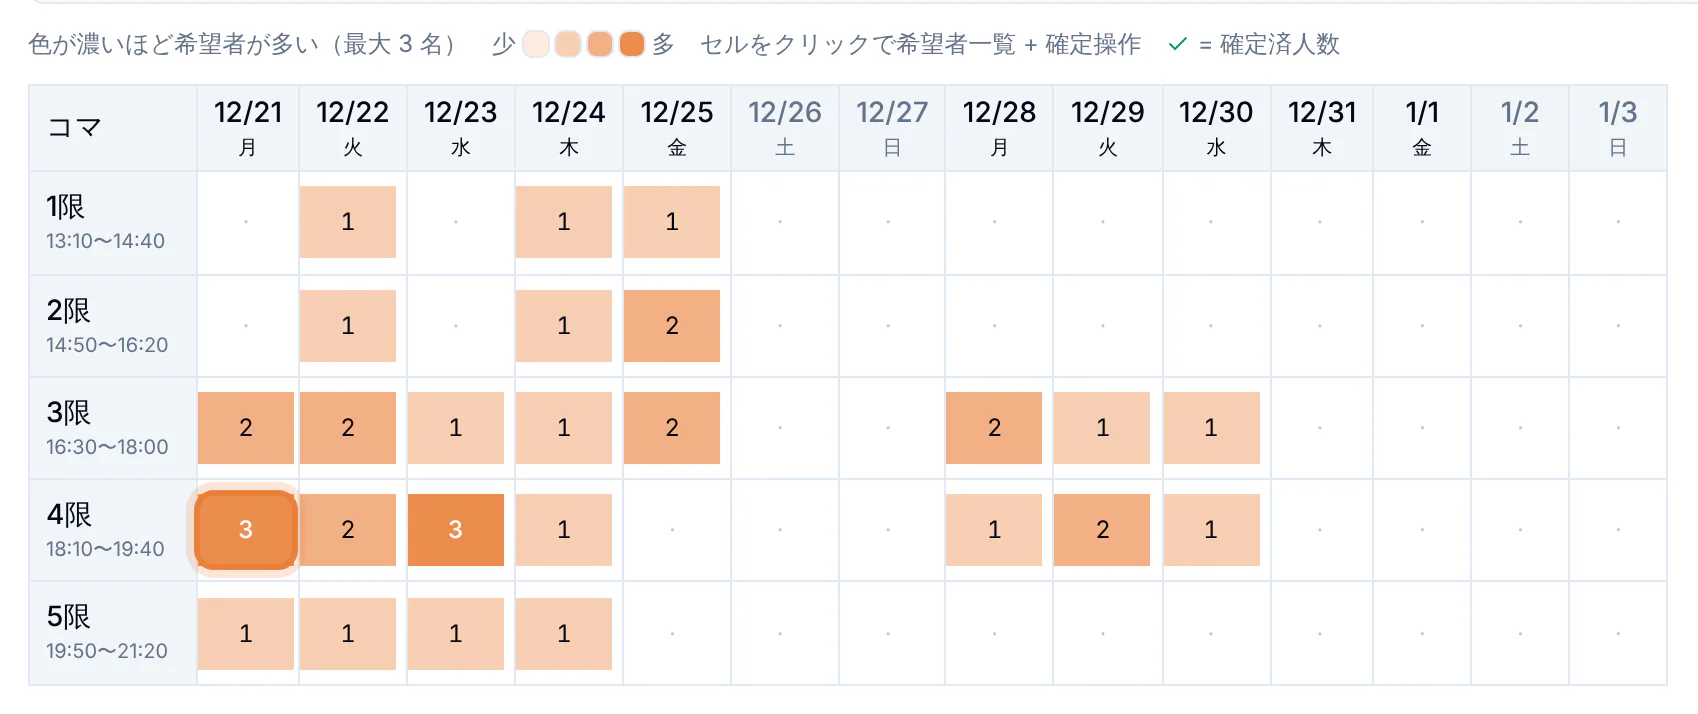 色が濃いほど希望者が多い（最大 3 名） 少 多 セルをクリックで希望者一覧 + 確定操作 ✓ = 確定済人数
コマ 12/21 12/22 12/23 12/24 12/25 12/26 12/27 12/28 12/29 12/30 12/31 1/1 1/2 1/3
月 火 水 木 金 土 日 月 火 水 木 金 土 日
1限
13:10〜14:40
· 1 · 1 1 · · · · · · · · ·
2限
14:50〜16:20
· 1 · 1 2 · · · · · · · · ·
3限
16:30〜18:00
2 2 1 1 2 · · 2 1 1 · · · ·
4限
18:10〜19:40
3 2 3 1 · · · 1 2 1 · · · ·
5限
19:50〜21:20
1 1 1 1 · · · · · · · · · ·